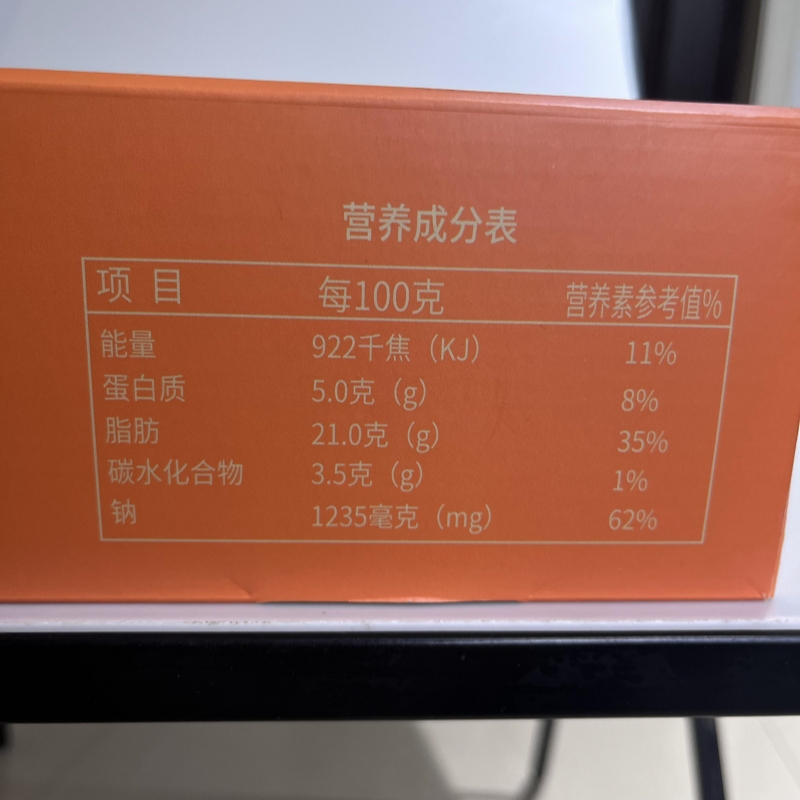 营养成分表
项 目 每100克 营养素参考值%
能量 922千焦（KJ） 11%
蛋白质 5.0克（g） 8%
脂肪 21.0克（g） 35%
碳水化合物 3.5克（g） 1%
钠 1235毫克（mg） 62%